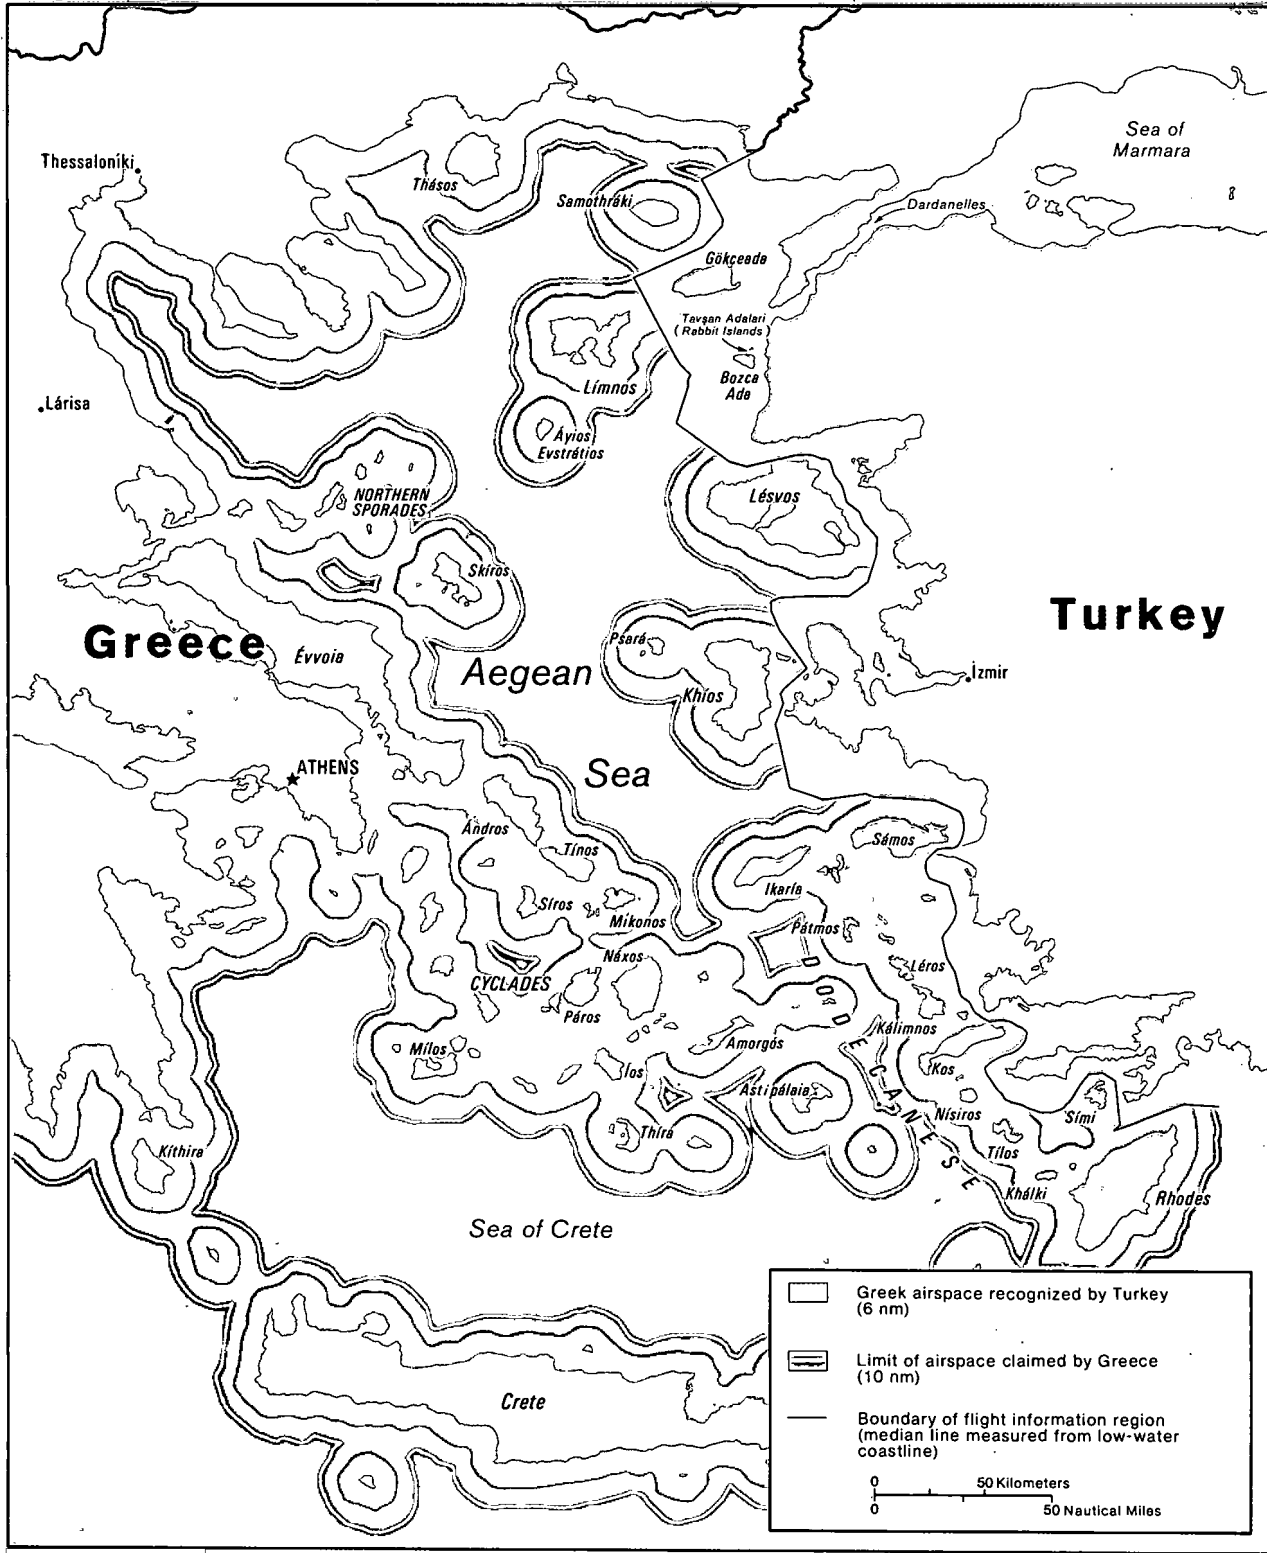 Sea of
Marmara
Thessaloníki
Thásos
Samothráki
Dardanelles
Gökçeada
Tavşan Adalari
(Rabbit Islands)
Límnos
Bozca
Ada
Lárisa
Áyios
Evstrátios
NORTHERN
SPORADES
Lésvos
Skíros
Greece
Évvoia
Aegean
Sea
Psará
Khíos
Turkey
İzmir
ATHENS
Ándros
Tínos
Síros
Míkonos
Sámos
Ikaría
Pátmos
Náxos
CYCLADES
Páros
Léros
DODECANESE
Kálimnos
Amorgós
Mílos
Íos
Astipálaia
Kos
Nísiros
Sími
Thíra
Tílos
Kíthira
Khálki
Rhodes
Sea of Crete
Crete
Greek airspace recognized by Turkey
(6 nm)
Limit of airspace claimed by Greece
(10 nm)
Boundary of flight information region
(median line measured from low-water
coastline)
0 50 Kilometers
0 50 Nautical Miles